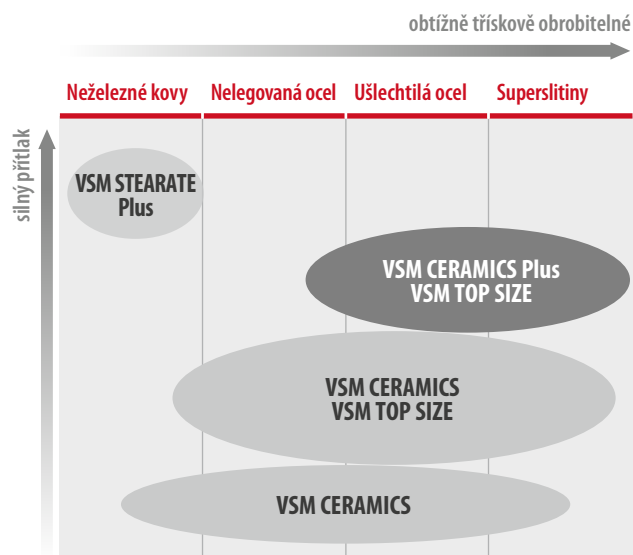 obtížně třískově obrobitelné
Neželezné kovy
Nelegovaná ocel
Ušlechtilá ocel
Superslitiny
silný přítlak
VSM STEARATE
Plus
VSM CERAMICS Plus
VSM TOP SIZE
VSM CERAMICS
VSM TOP SIZE
VSM CERAMICS